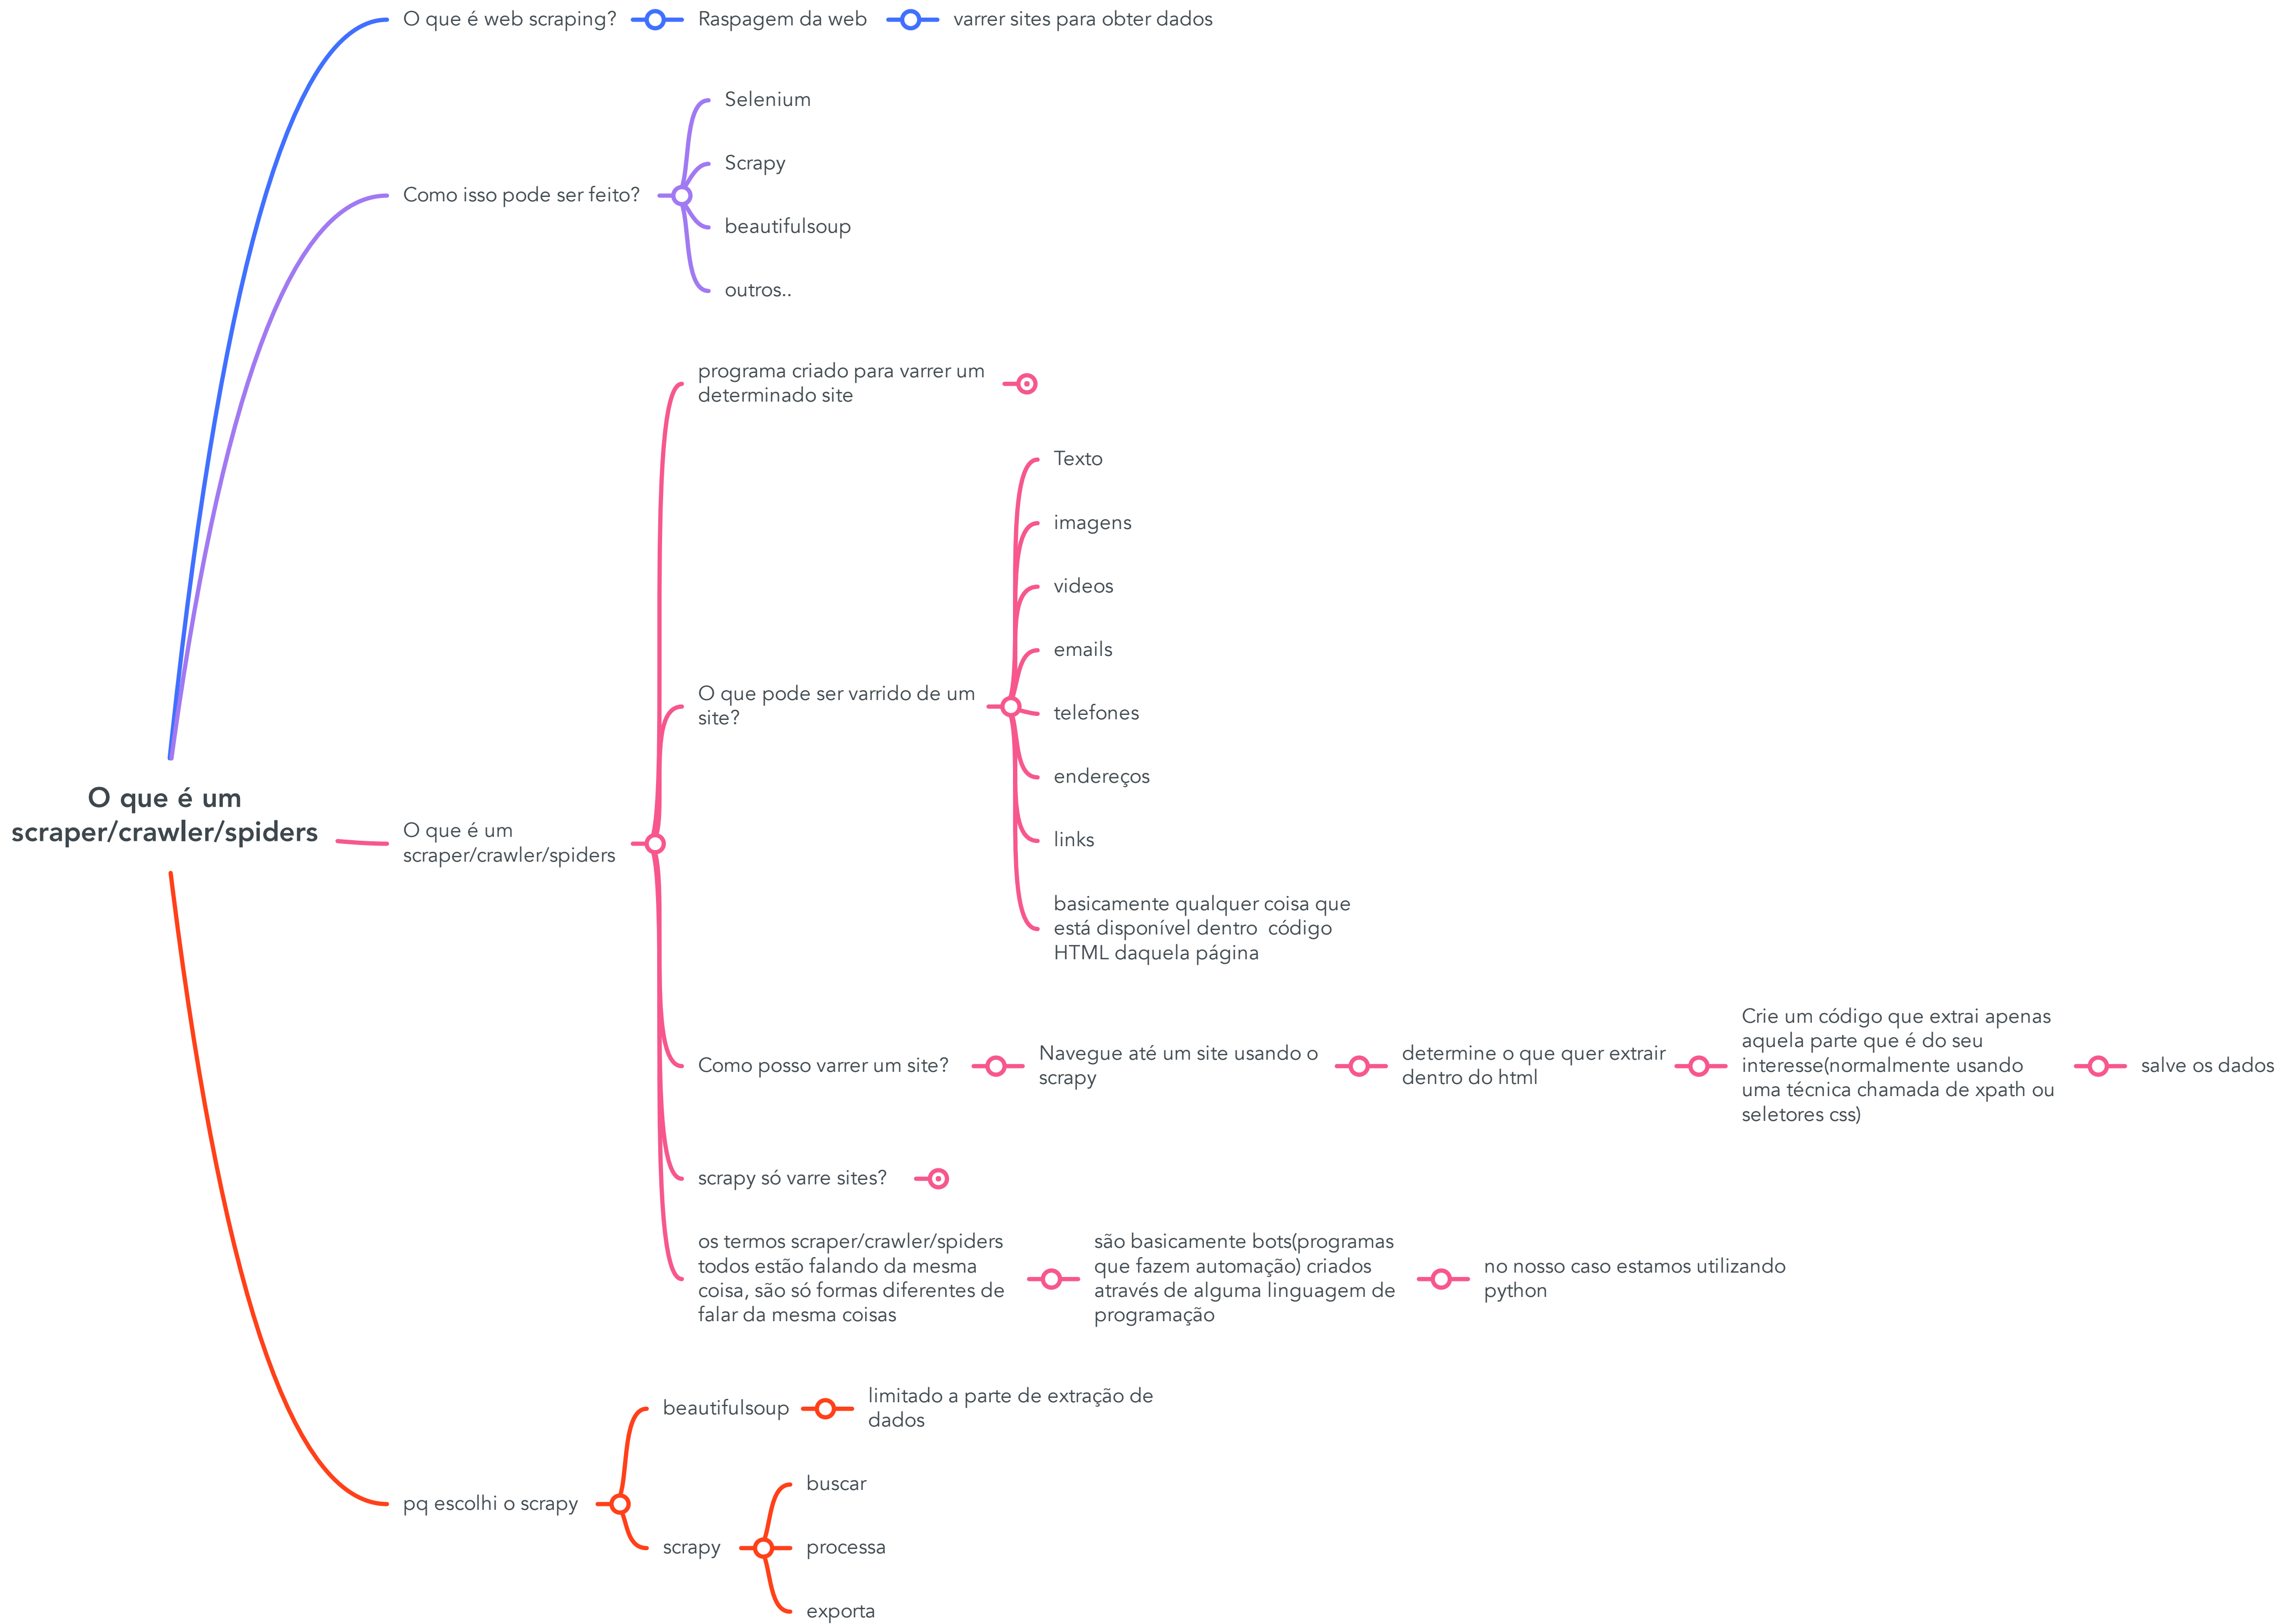 O que é web scraping?
Raspagem da web
varrer sites para obter dados
Como isso pode ser feito?
Selenium
Scrapy
beautifulsoup
outros..
O que é um
scraper/crawler/spiders
O que é um
scraper/crawler/spiders
programa criado para varrer um
determinado site
O que pode ser varrido de um
site?
Texto
imagens
videos
emails
telefones
endereços
links
basicamente qualquer coisa que
está disponível dentro  código
HTML daquela página
Como posso varrer um site?
Navegue até um site usando o
scrapy
determine o que quer extrair
dentro do html
Crie um código que extrai apenas
aquela parte que é do seu
interesse(normalmente usando
uma técnica chamada de xpath ou
seletores css)
salve os dados
scrapy só varre sites?
os termos scraper/crawler/spiders
todos estão falando da mesma
coisa, são só formas diferentes de
falar da mesma coisas
são basicamente bots(programas
que fazem automação) criados
através de alguma linguagem de
programação
no nosso caso estamos utilizando
python
pq escolhi o scrapy
beautifulsoup
limitado a parte de extração de
dados
scrapy
buscar
processa
exporta